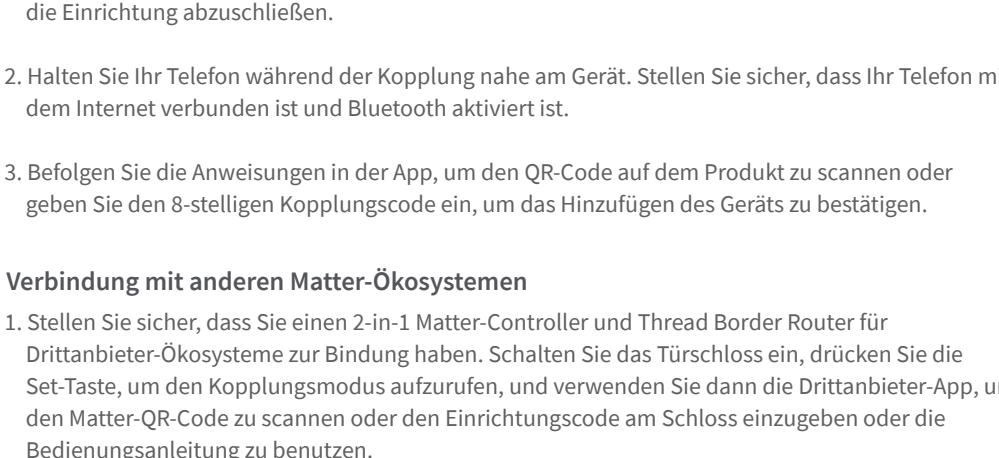 die Einrichtung abzuschließen.
2. Halten Sie Ihr Telefon während der Kopplung nahe am Gerät. Stellen Sie sicher, dass Ihr Telefon
dem Internet verbunden ist und Bluetooth aktiviert ist.
3. Befolgen Sie die Anweisungen in der App, um den QR-Code auf dem Produkt zu scannen oder
geben Sie den 8-stelligen Kopplungscode ein, um das Hinzufügen des Geräts zu bestätigen.
Verbindung mit anderen Matter-Ökosystemen
1. Stellen Sie sicher, dass Sie einen 2-in-1 Matter-Controller und Thread Border Router für
Drittanbieter-Ökosysteme zur Bindung haben. Schalten Sie das Türschloss ein, drücken Sie die
Set-Taste, um den Kopplungsmodus aufzurufen, und verwenden Sie dann die Drittanbieter-App,
den Matter-QR-Code zu scannen oder den Einrichtungscode am Schloss einzugeben oder die
Bedienungsanleitung zu benutzen.